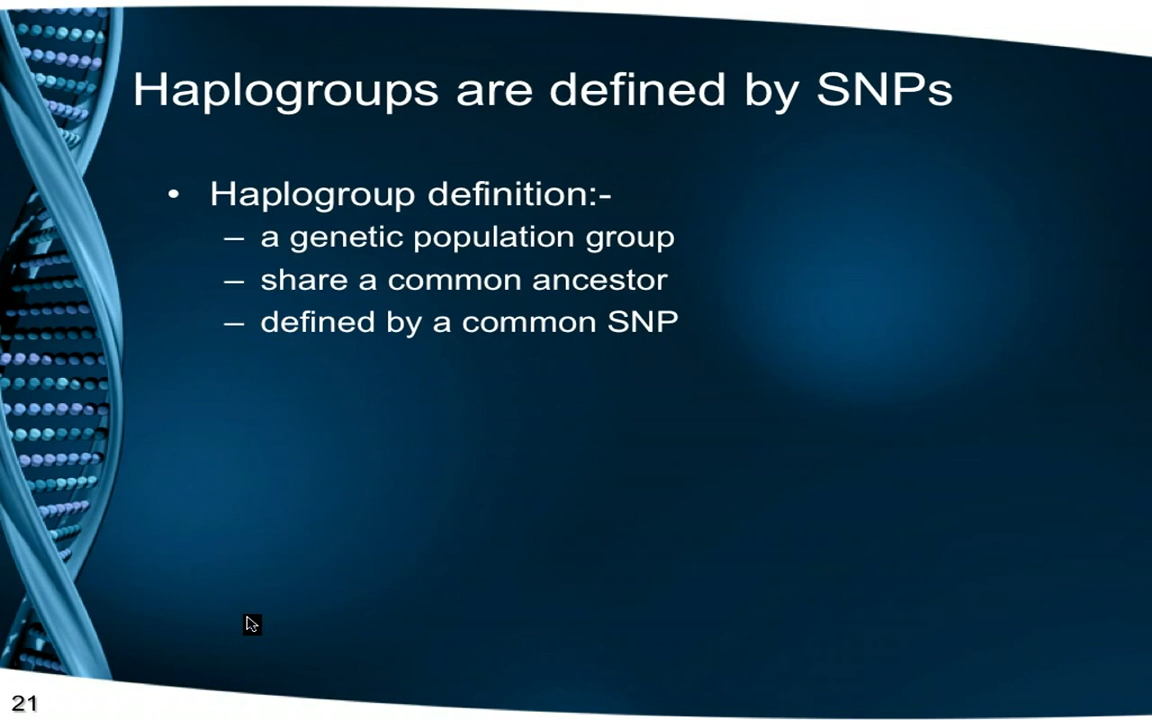 Haplogroups are defined by SNPs
• Haplogroup definition:-
– a genetic population group
– share a common ancestor
– defined by a common SNP
21